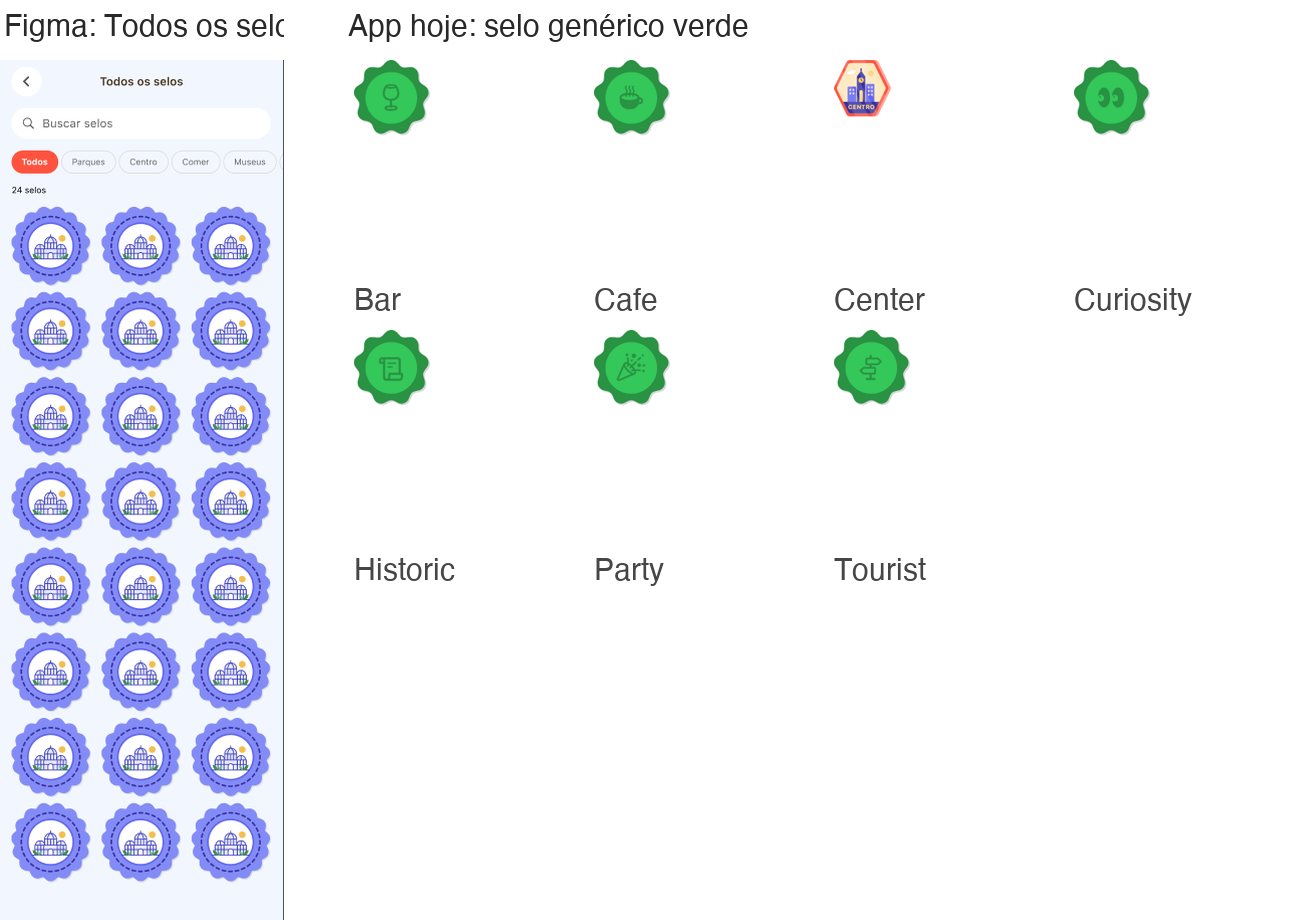 Figma: Todos os selo
App hoje: selo genérico verde
Todos os selos
Buscar selos
Todos
Parques
Centro
Comer
Museus
24 selos
CENTRO
Bar
Cafe
Center
Curiosity
Historic
Party
Tourist